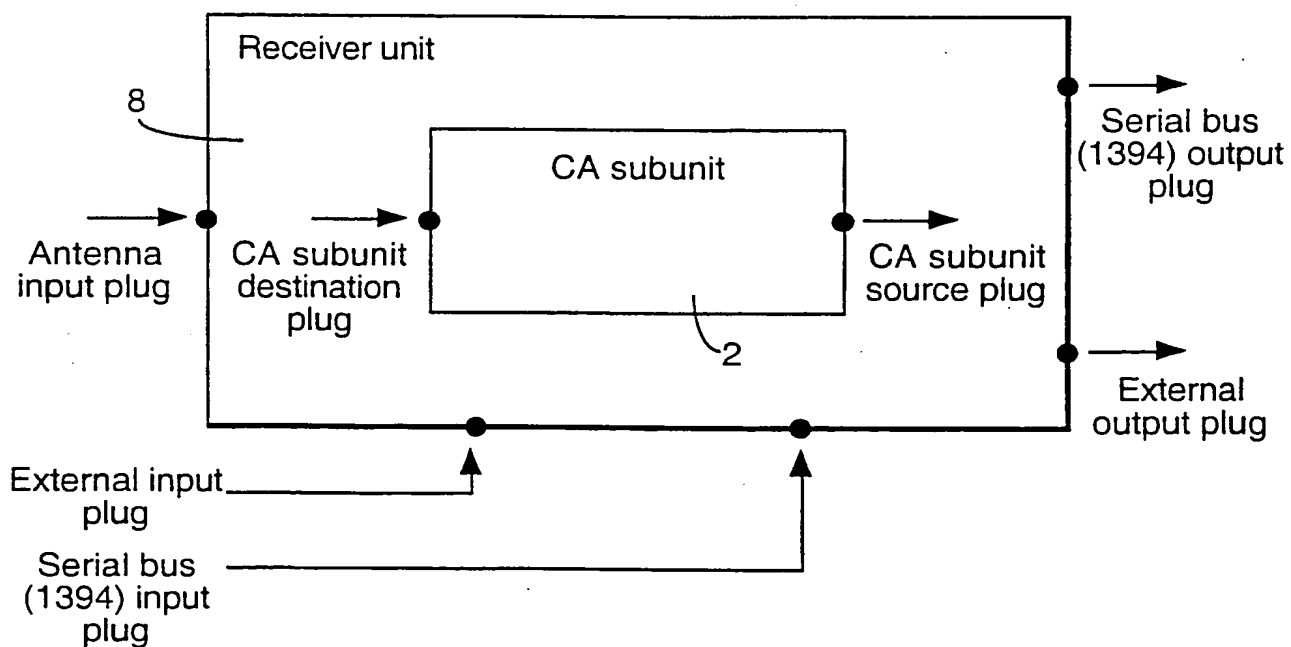 Receiver unit
8
CA subunit
Serial bus
(1394) output
plug
Antenna
input plug
CA subunit
destination
plug
CA subunit
source plug
2
External
output plug
External input
plug
Serial bus
(1394) input
plug